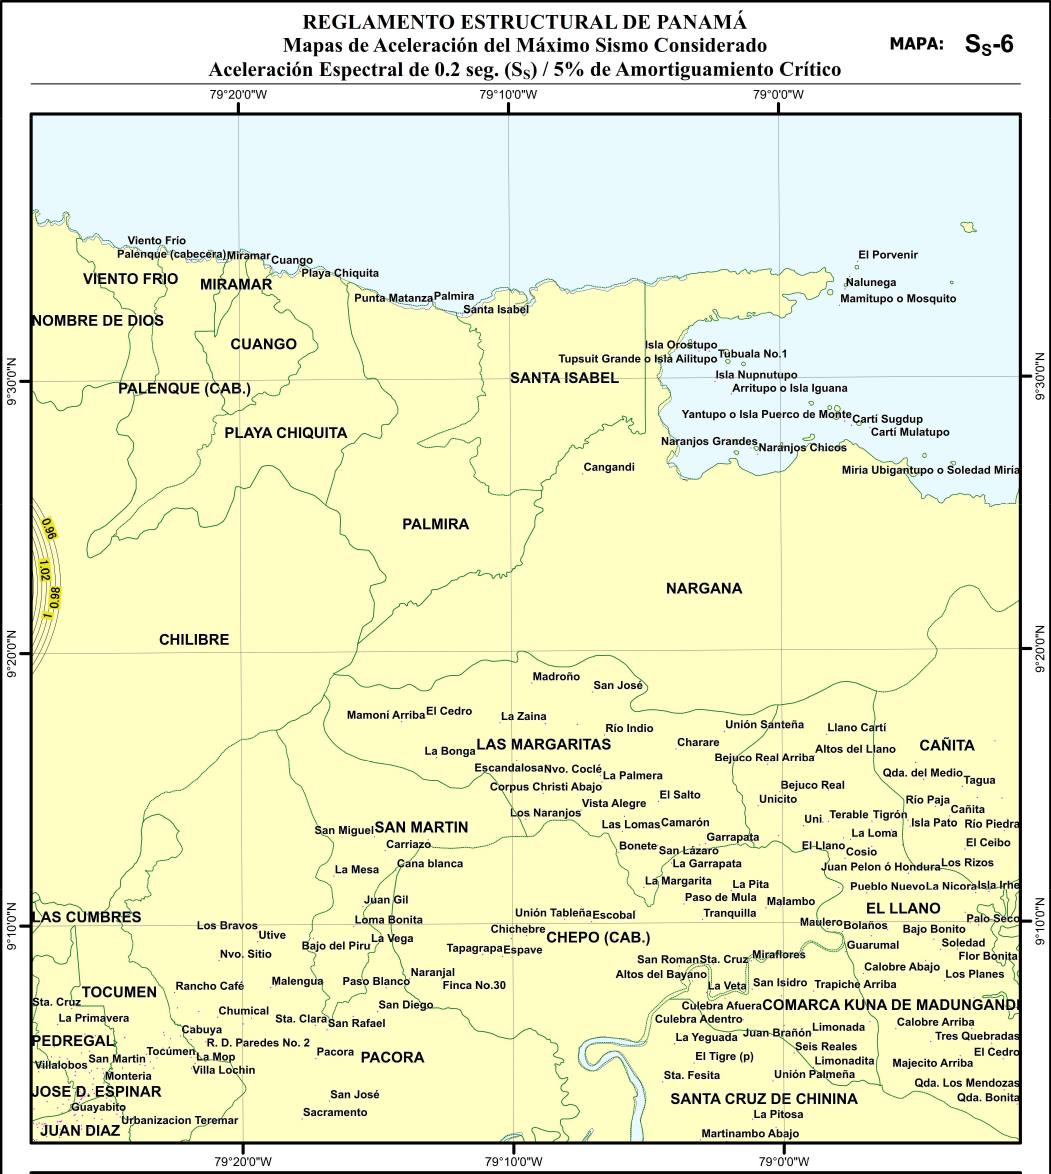 REGLAMENTO ESTRUCTURAL DE PANAMÁ
Mapas de Aceleración del Máximo Sismo Considerado
MAPA: SS-6
Aceleración Espectral de 0.2 seg. (SS) / 5% de Amortiguamiento Crítico
79°20'0"W 79°10'0"W 79°0'0"W
Viento Frío
Palenque (cabecera) Miramar Cuango
El Porvenir
Playa Chiquita
VIENTO FRIO MIRAMAR
Nalunega
Punta Matanza Palmira
Mamitupo o Mosquito
Santa Isabel
NOMBRE DE DIOS
CUANGO
Isla Orostupo
Tupsuit Grande o Isla Ailitupo Tubuala No.1
9°30'0"N
SANTA ISABEL
Isla Nupnutupo
9°30'0"N
PALENQUE (CAB.)
Arritupo o Isla Iguana
Yantupo o Isla Puerco de Monte Cartí Sugdup
PLAYA CHIQUITA
Cartí Mulatupo
Naranjos Grandes Naranjos Chicos
Cangandi
Miria Ubigantupo o Soledad Miria
0.96
PALMIRA
1.02
0.98
1
NARGANA
CHILIBRE
9°20'0"N
9°20'0"N
Madroño
San José
Mamoní Arriba El Cedro
La Zaina
Río Indio
Unión Santeña
Llano Cartí
La Bonga
LAS MARGARITAS
Charare
Altos del Llano
CAÑITA
Bejuco Real Arriba
Escandalosa Nvo. Coclé
La Palmera
Qda. del Medio
Tagua
Corpus Christi Abajo
Bejuco Real
El Salto
Unicito
Río Paja
Vista Alegre
Cañita
Los Naranjos
Terable Tigrón
Uni
Isla Pato Río Piedra
San Miguel SAN MARTIN
Las Lomas Camarón
La Loma
Garrapata
Carriazo
Bonete San Lázaro
El Llano Cosio
El Ceibo
La Mesa
Cana blanca
La Garrapata
Juan Pelon ó Hondura Los Rizos
La Margarita
La Pita
Pueblo Nuevo La Nicora Isla Irhe
Juan Gil
Paso de Mula
Malambo
EL LLANO
LAS CUMBRES
Unión Tableña Escobal
Tranquilla
Palo Seco
9°10'0"N
Los Bravos
Loma Bonita
Chichebre
Maulero Bolaños
Bajo Bonito
9°10'0"N
Utive
La Vega
CHEPO (CAB.)
Bajo del Piru
Tapagrapa Espave
Guarumal
Soledad
Nvo. Sitio
San Roman Sta. Cruz
Miraflores
Flor Bonita
Naranjal
Altos del Bayano
Calobre Abajo
Los Planes
Malengua
Paso Blanco
Finca No.30
La Veta
San Isidro
Trapiche Arriba
TOCUMEN
Rancho Café
Sta. Cruz
San Diego
Culebra Afuera COMARCA KUNA DE MADUNGANDI
La Primavera
Chumical
Sta. Clara
San Rafael
Culebra Adentro
Calobre Arriba
Cabuya
Juan Brañón Limonada
PEDREGAL
R. D. Paredes No. 2
La Yeguada
Tres Quebradas
Tocúmen
Pacora
PACORA
Seis Reales
El Cedro
San Martin
La Mop
El Tigre (p)
Limonadita
Majecito Arriba
Villalobos
Villa Lochin
Monteria
Sta. Fesita
Unión Palmeña
Qda. Los Mendozas
JOSE D. ESPINAR
San José
SANTA CRUZ DE CHININA
Qda. Bonita
Guayabito
Sacramento
La Pitosa
Urbanizacion Teremar
JUAN DIAZ
Martinambo Abajo
79°20'0"W 79°10'0"W 79°0'0"W